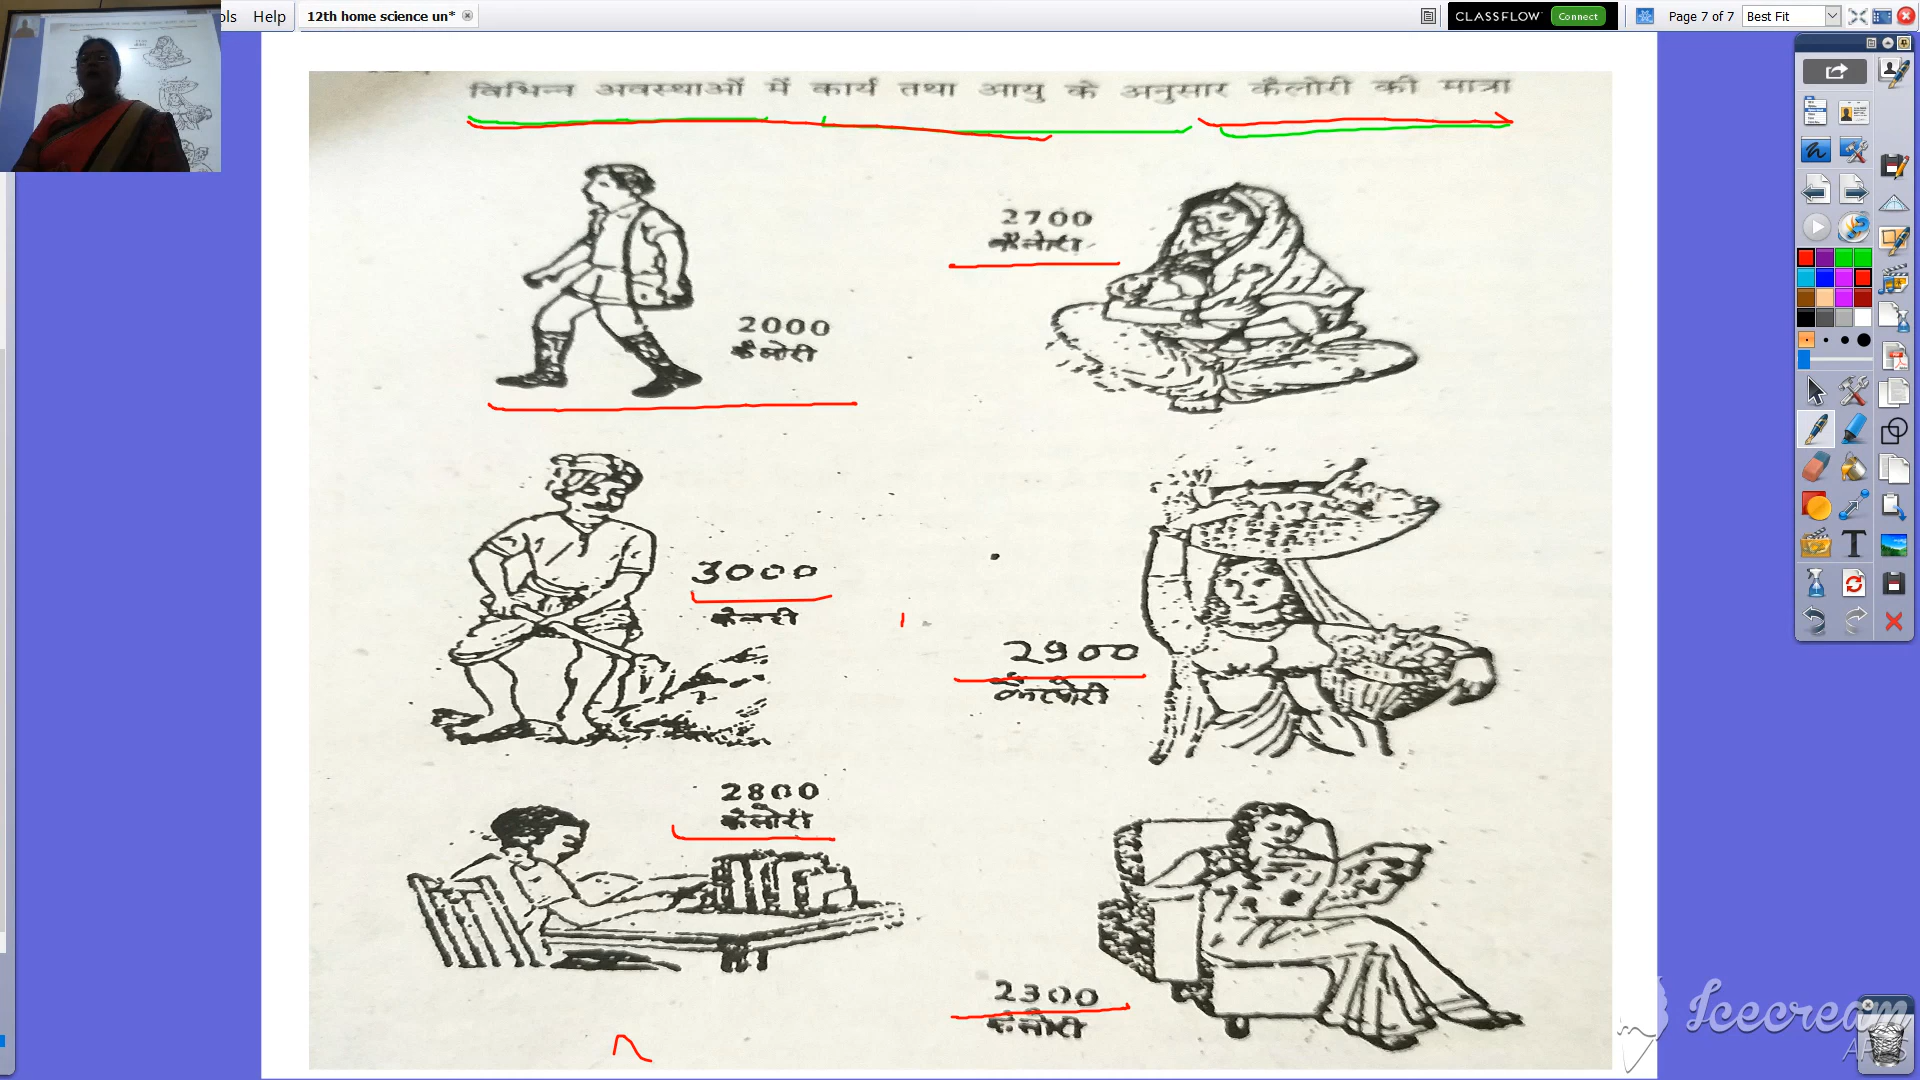 ols Help 12th home science un* CLASSFLOW Connect Page 7 of 7 Best Fit
विभिन्न अवस्थाओं में कार्य तथा आयु के अनुसार कैलोरी की मात्रा
2700
कैलोरी
2000
कैलोरी
3000
2900
2800
कैलोरी
2300
कैलोरी
Icecream
APPS